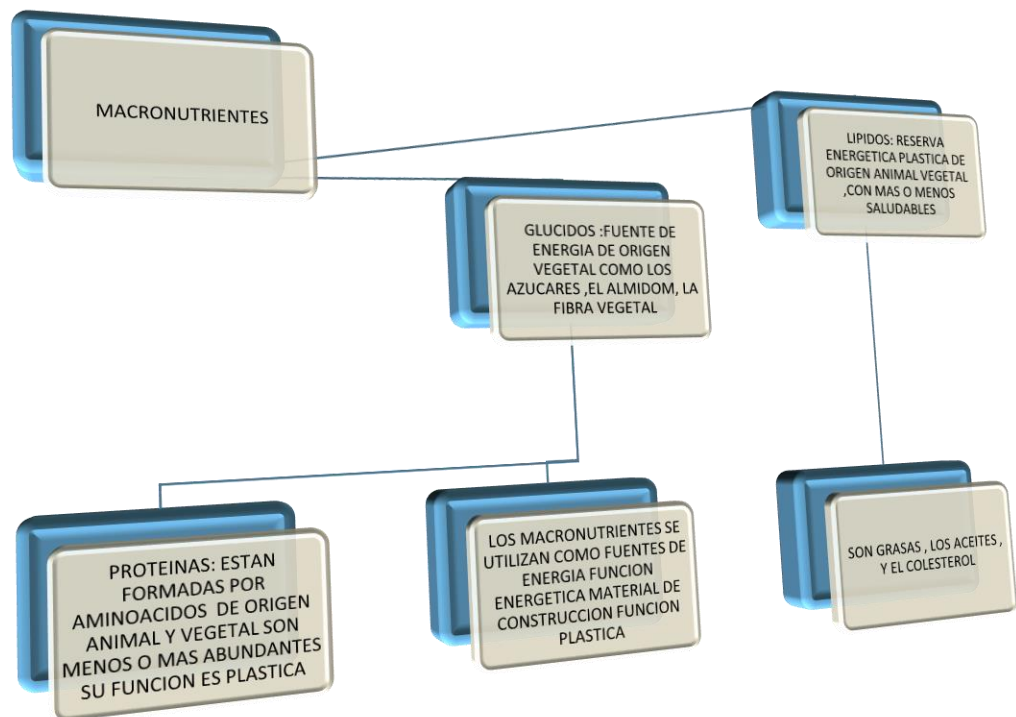 MACRONUTRIENTES
LIPIDOS: RESERVA
ENERGETICA PLASTICA DE
ORIGEN ANIMAL VEGETAL
,CON MAS O MENOS
SALUDABLES
GLUCIDOS :FUENTE DE
ENERGIA DE ORIGEN
VEGETAL COMO LOS
AZUCARES ,EL ALMIDOM, LA
FIBRA VEGETAL
PROTEINAS: ESTAN
FORMADAS POR
AMINOACIDOS DE ORIGEN
ANIMAL Y VEGETAL SON
MENOS O MAS ABUNDANTES
SU FUNCION ES PLASTICA
LOS MACRONUTRIENTES SE
UTILIZAN COMO FUENTES DE
ENERGIA FUNCION
ENERGETICA MATERIAL DE
CONSTRUCCION FUNCION
PLASTICA
SON GRASAS , LOS ACEITES ,
Y EL COLESTEROL